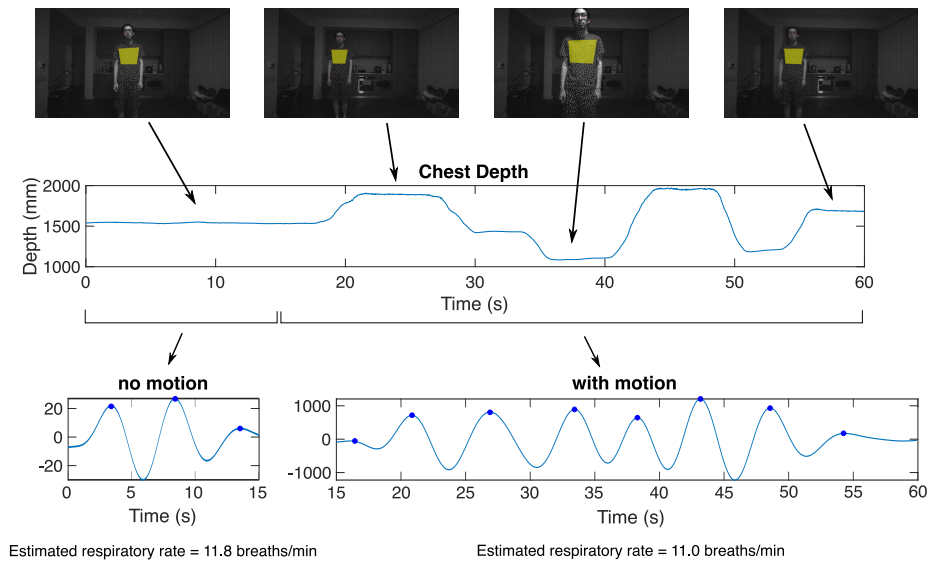 Chest Depth
2000
1500
1000
Depth (mm)
0 10 20 30 40 50 60
Time (s)
no motion
20
0
-20
0 5 10 15
Time (s)
Estimated respiratory rate = 11.8 breaths/min
with motion
1000
0
-1000
15 20 25 30 35 40 45 50 55 60
Time (s)
Estimated respiratory rate = 11.0 breaths/min